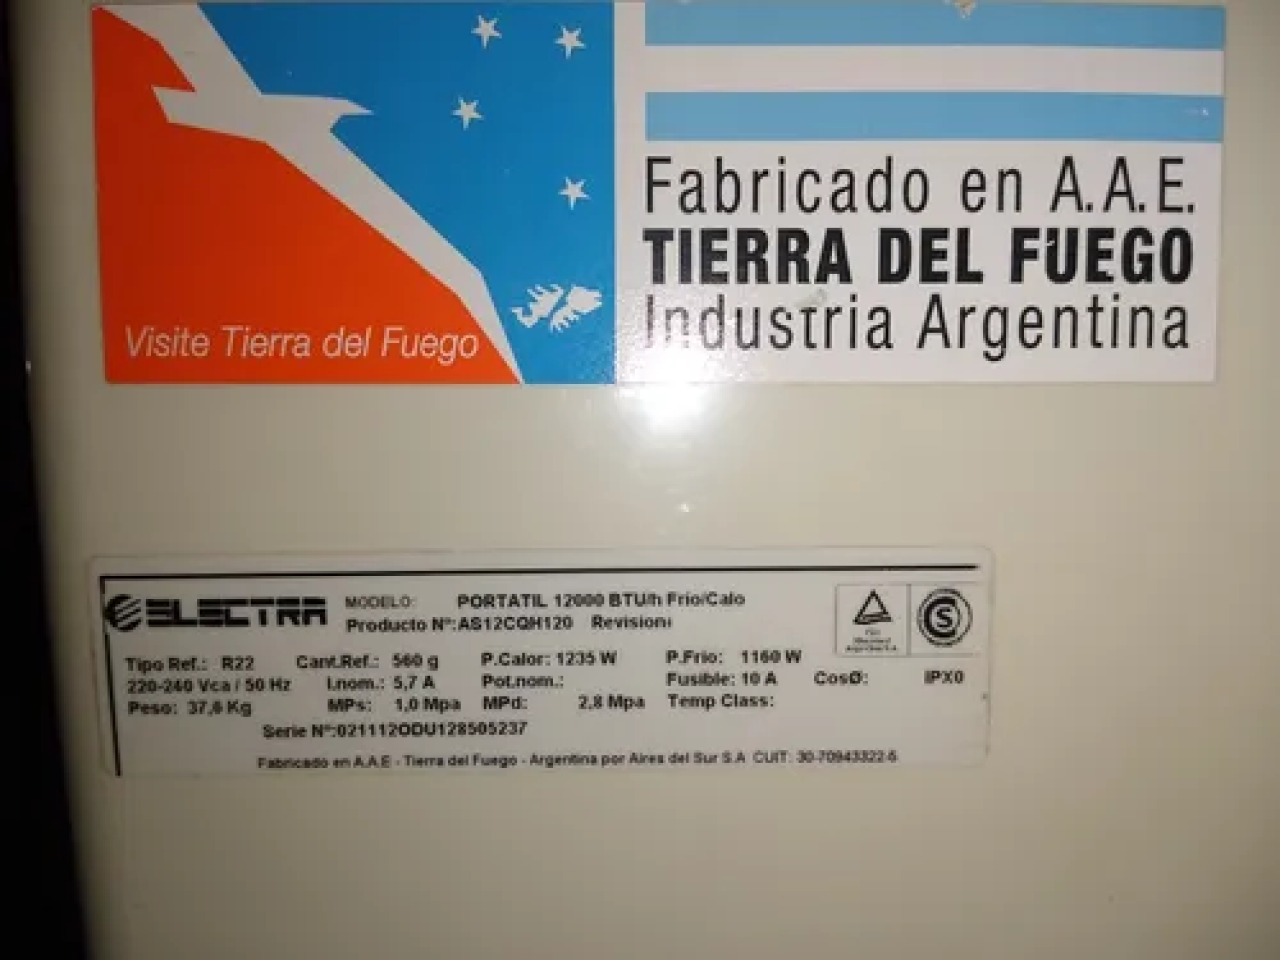 Visite Tierra del Fuego
Fabricado en A.A.E.
TIERRA DEL FUEGO
Industria Argentina
ELECTRA
MODELO: PORTATIL 12000 BTU/h Frio/Calo
Producto Nº:AS12CQH120 Revision:
Tipo Ref.: R22 Cant.Ref.: 560 g P.Calor: 1235 W P.Frio: 1160 W
220-240 Vca / 50 Hz I.nom.: 5,7 A Pot.nom.: Fusible: 10 A CosØ: IPX0
Peso: 37,6 Kg MPs: 1,0 Mpa MPd: 2,8 Mpa Temp Class:
Serie Nº:021112ODU128505237
Fabricado en A.A.E - Tierra del Fuego - Argentina por Aires del Sur S.A CUIT: 30-70943322-6